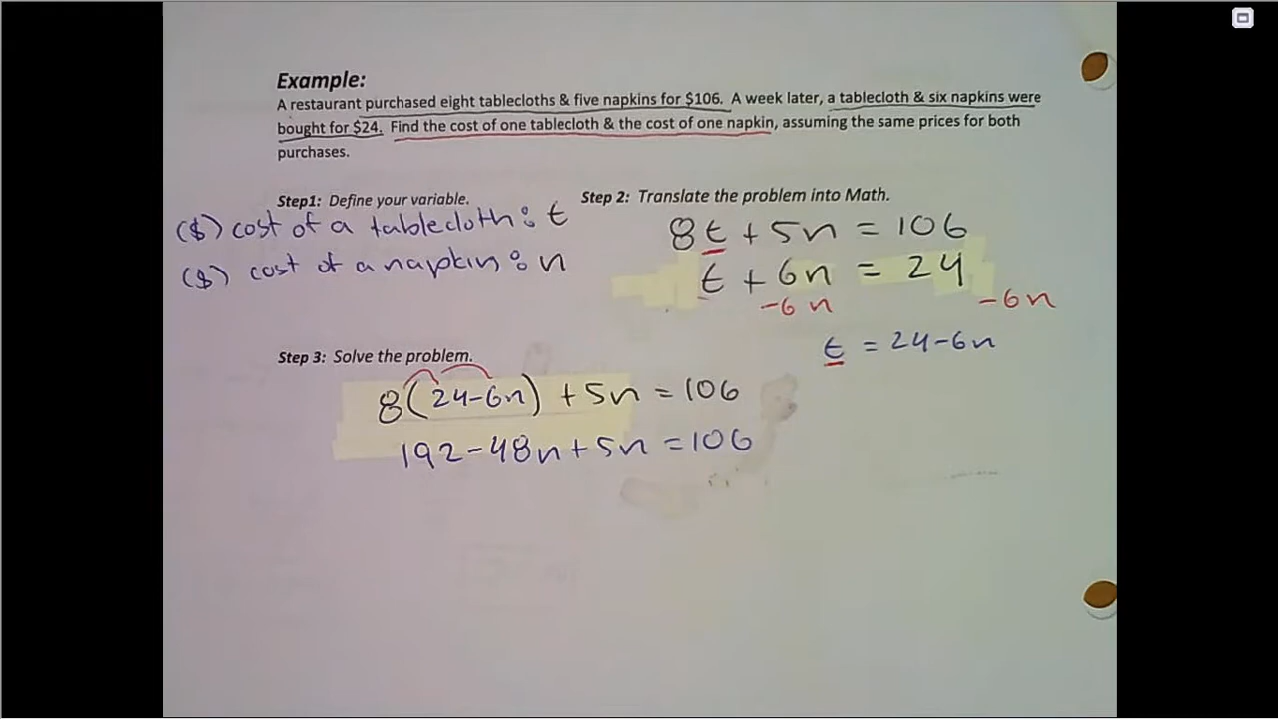 Example:
A restaurant purchased eight tablecloths & five napkins for $106. A week later, a tablecloth & six napkins were
bought for $24. Find the cost of one tablecloth & the cost of one napkin, assuming the same prices for both
purchases.
Step1: Define your variable.
($) cost of a tablecloth: t
($) cost of a napkin: n
Step 2: Translate the problem into Math.
8t + 5n = 106
t + 6n = 24
-6n -6n
t = 24-6n
Step 3: Solve the problem.
8(24-6n) + 5n = 106
192-48n+5n = 106